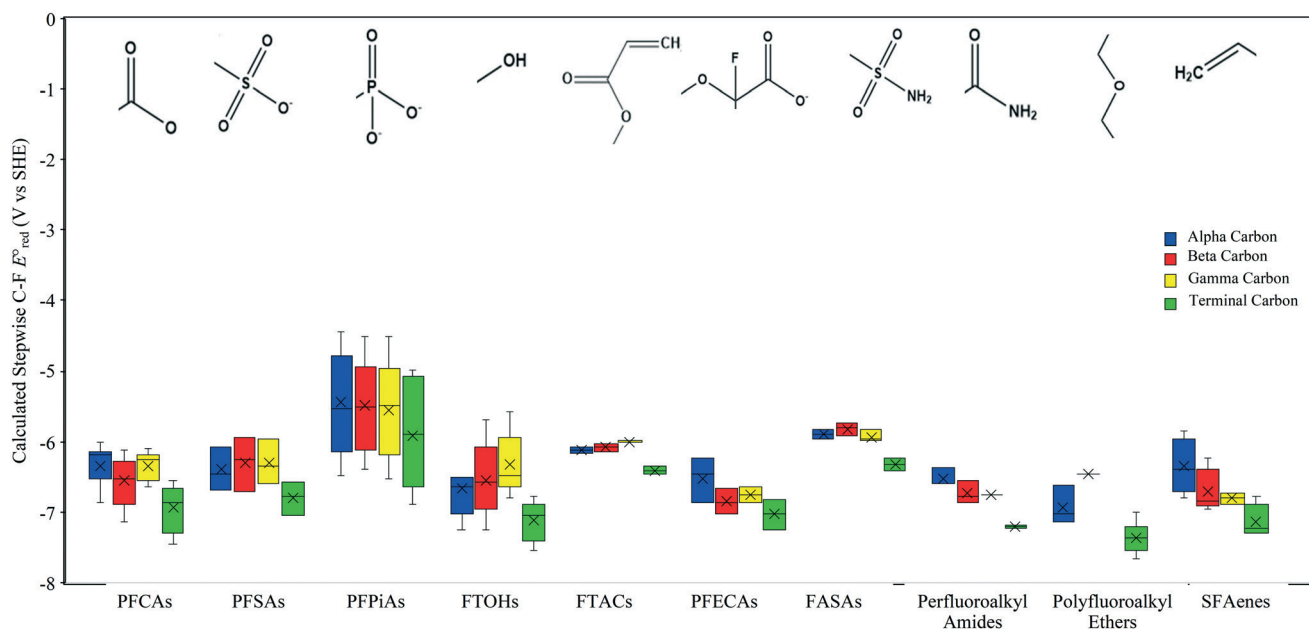 Calculated Stepwise C-F E°red (V vs SHE)
0
-1
-2
-3
-4
-5
-6
-7
-8
O
O
O
S
O
O-
O
P
O-
O-
OH
CH
O
O
F
O
O
O-
O
S
NH2
O
O
NH2
O
H2C
Alpha Carbon
Beta Carbon
Gamma Carbon
Terminal Carbon
PFCAs
PFSAs
PFPiAs
FTOHs
FTACs
PFECAs
FASAs
Perfluoroalkyl
Amides
Polyfluoroalkyl
Ethers
SFAenes